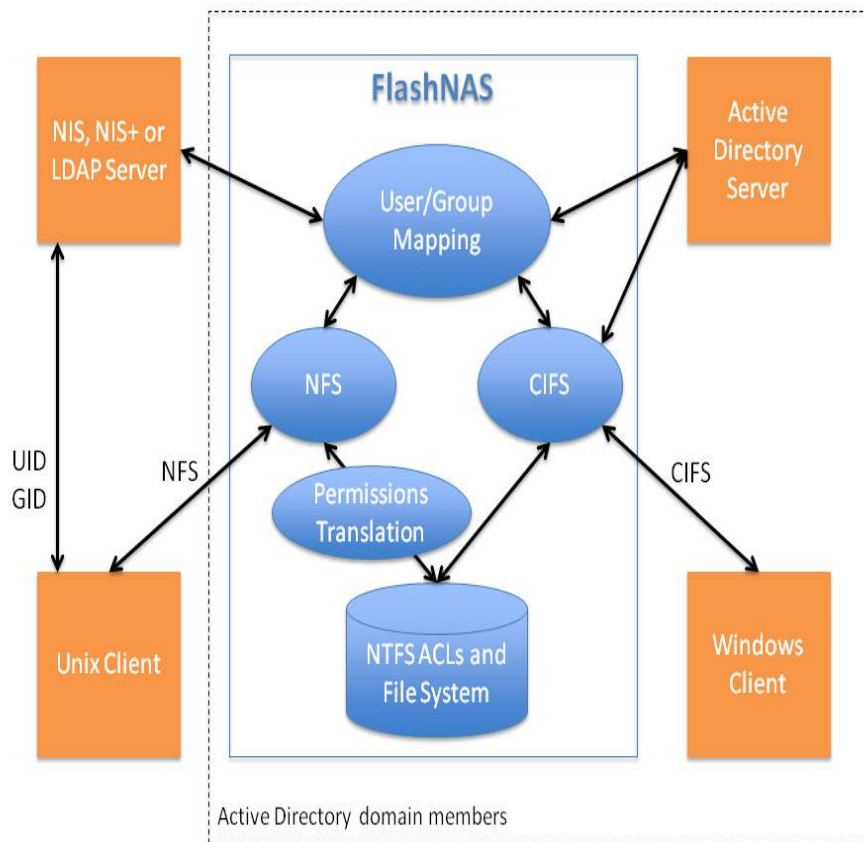 FlashNAS
NIS, NIS+ or
LDAP Server
User/Group
Mapping
Active
Directory
Server
NFS
CIFS
UID
GID
NFS
Permissions
Translation
CIFS
Unix Client
NTFS ACLs and
File System
Windows
Client
Active Directory domain members